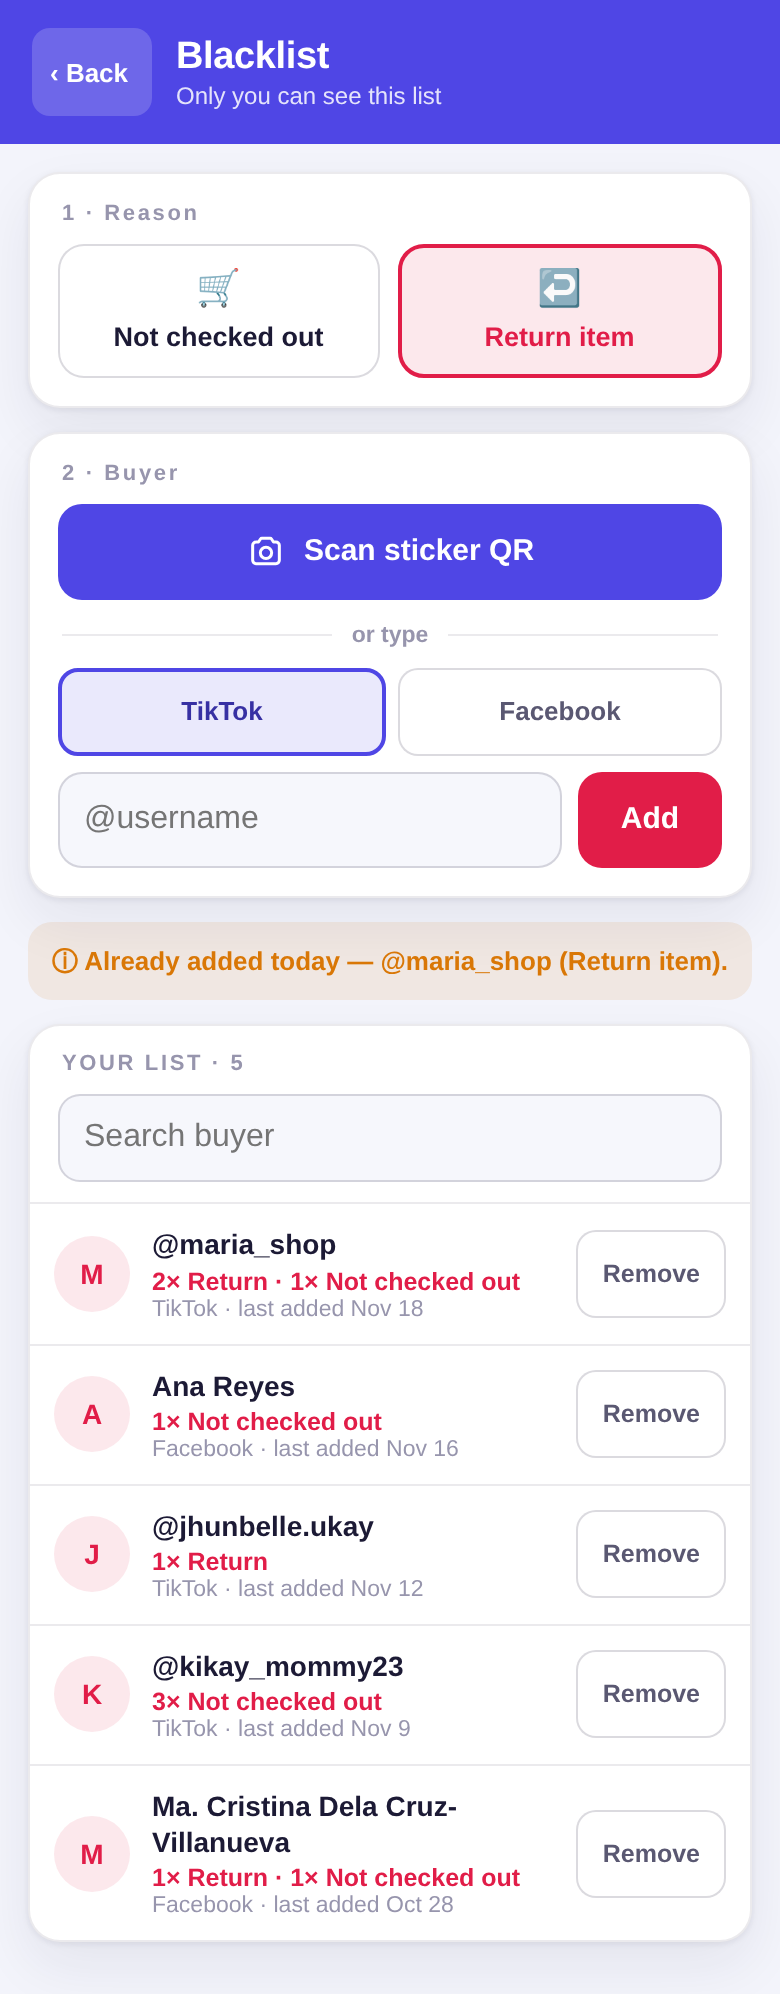 ‹ Back
Blacklist
Only you can see this list
1 · Reason
Not checked out
Return item
2 · Buyer
Scan sticker QR
or type
TikTok
Facebook
@username
Add
ⓘ Already added today — @maria_shop (Return item).
YOUR LIST · 5
Search buyer
M
@maria_shop
2× Return · 1× Not checked out
TikTok · last added Nov 18
Remove
A
Ana Reyes
1× Not checked out
Facebook · last added Nov 16
Remove
J
@jhunbelle.ukay
1× Return
TikTok · last added Nov 12
Remove
K
@kikay_mommy23
3× Not checked out
TikTok · last added Nov 9
Remove
M
Ma. Cristina Dela Cruz-
Villanueva
1× Return · 1× Not checked out
Facebook · last added Oct 28
Remove